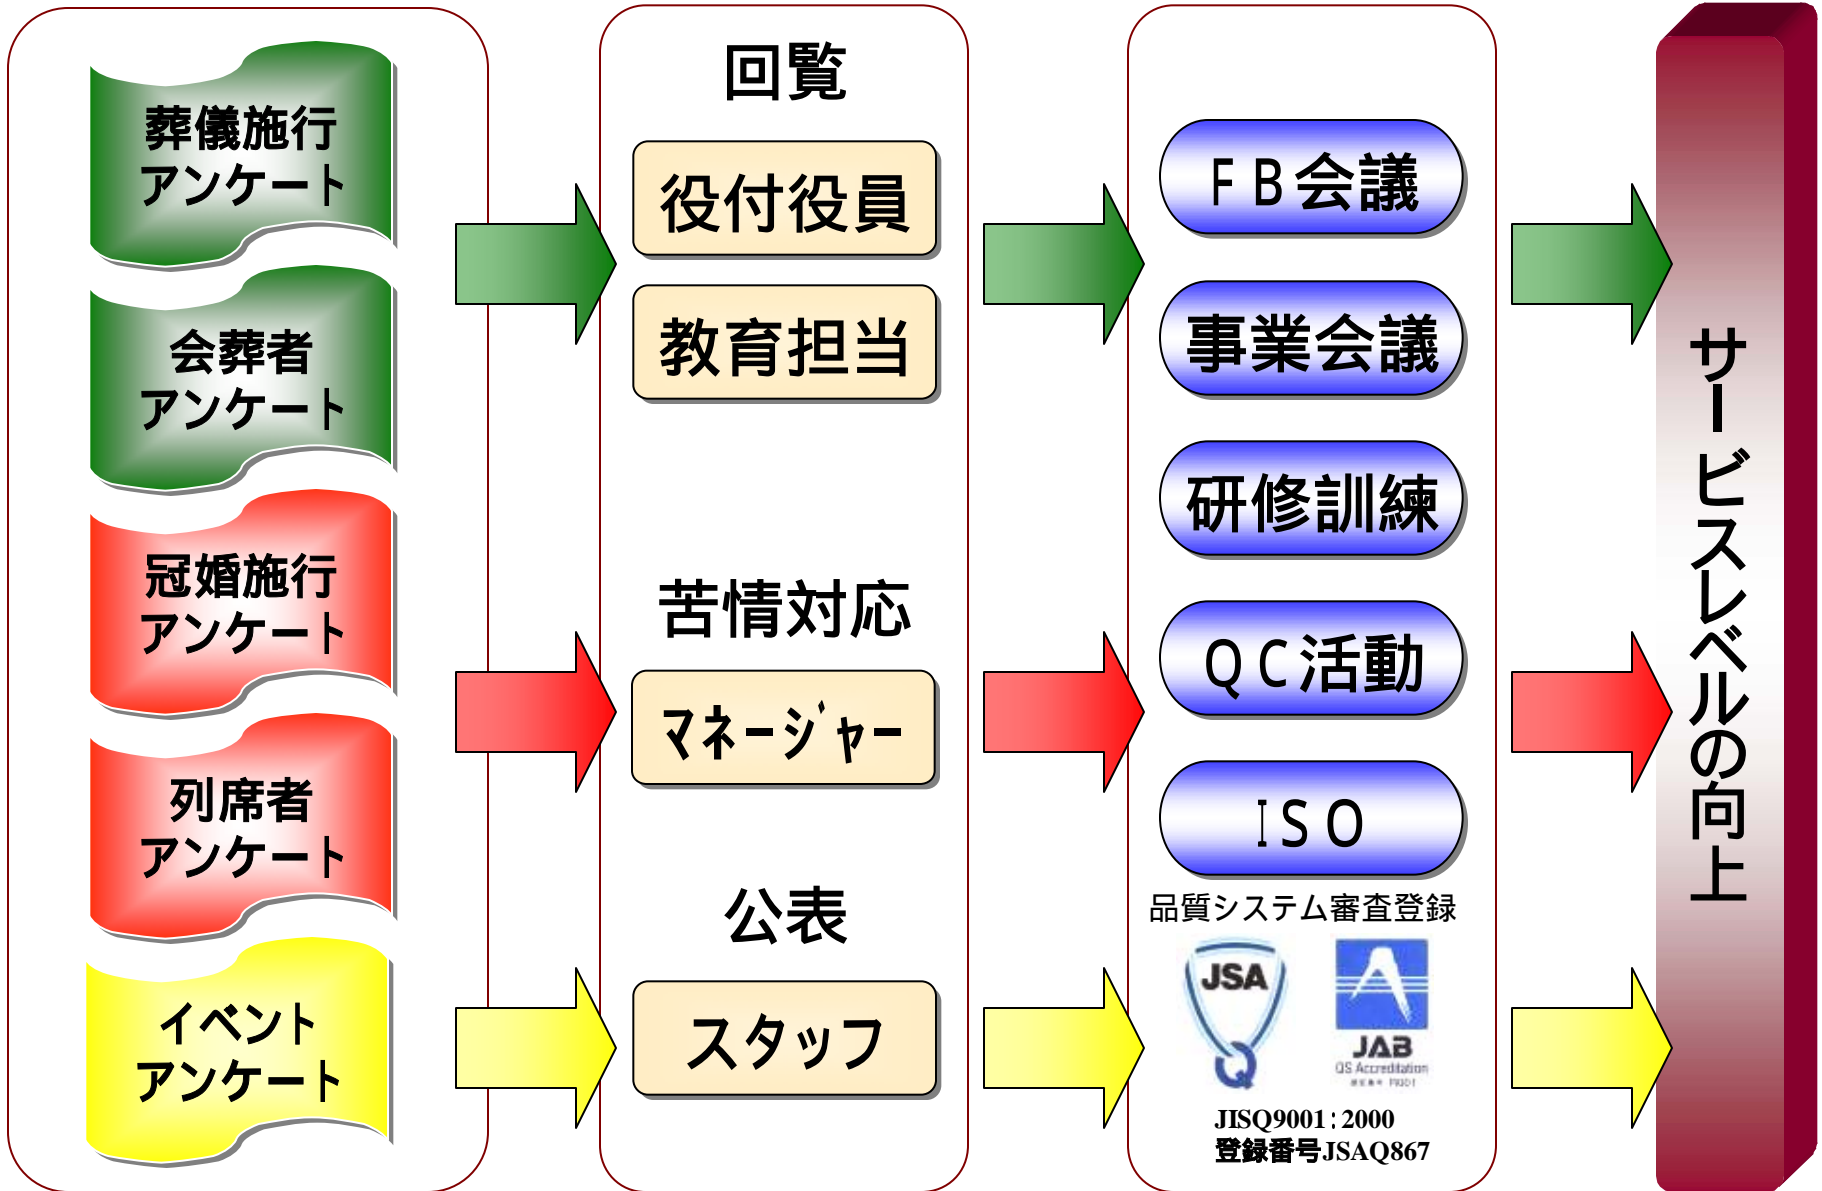 葬儀施行
アンケート
会葬者
アンケート
冠婚施行
アンケート
列席者
アンケート
イベント
アンケート
回覧
役付役員
教育担当
苦情対応
マネージャー
公表
スタッフ
ＦＢ会議
事業会議
研修訓練
ＱＣ活動
ＩＳＯ
品質システム審査登録
JSA
Q
JAB
QS Accreditation
JISQ9001:2000
登録番号JSAQ867
サービスレベルの向上